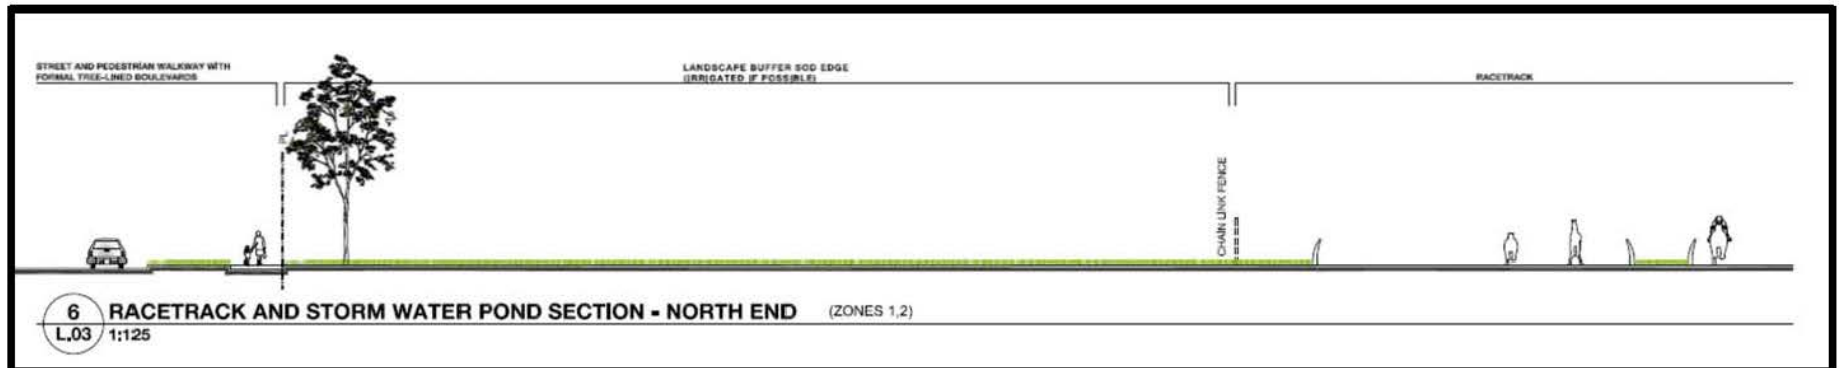 STREET AND PEDESTRIAN WALKWAY WITH
FORMAL TREE-LINED BOULEVARDS
LANDSCAPE BUFFER SOD EDGE
(IRRIGATED IF POSSIBLE)
RACETRACK
P/L
CHAIN LINK FENCE
6
RACETRACK AND STORM WATER POND SECTION - NORTH END
(ZONES 1,2)
L.03
1:125